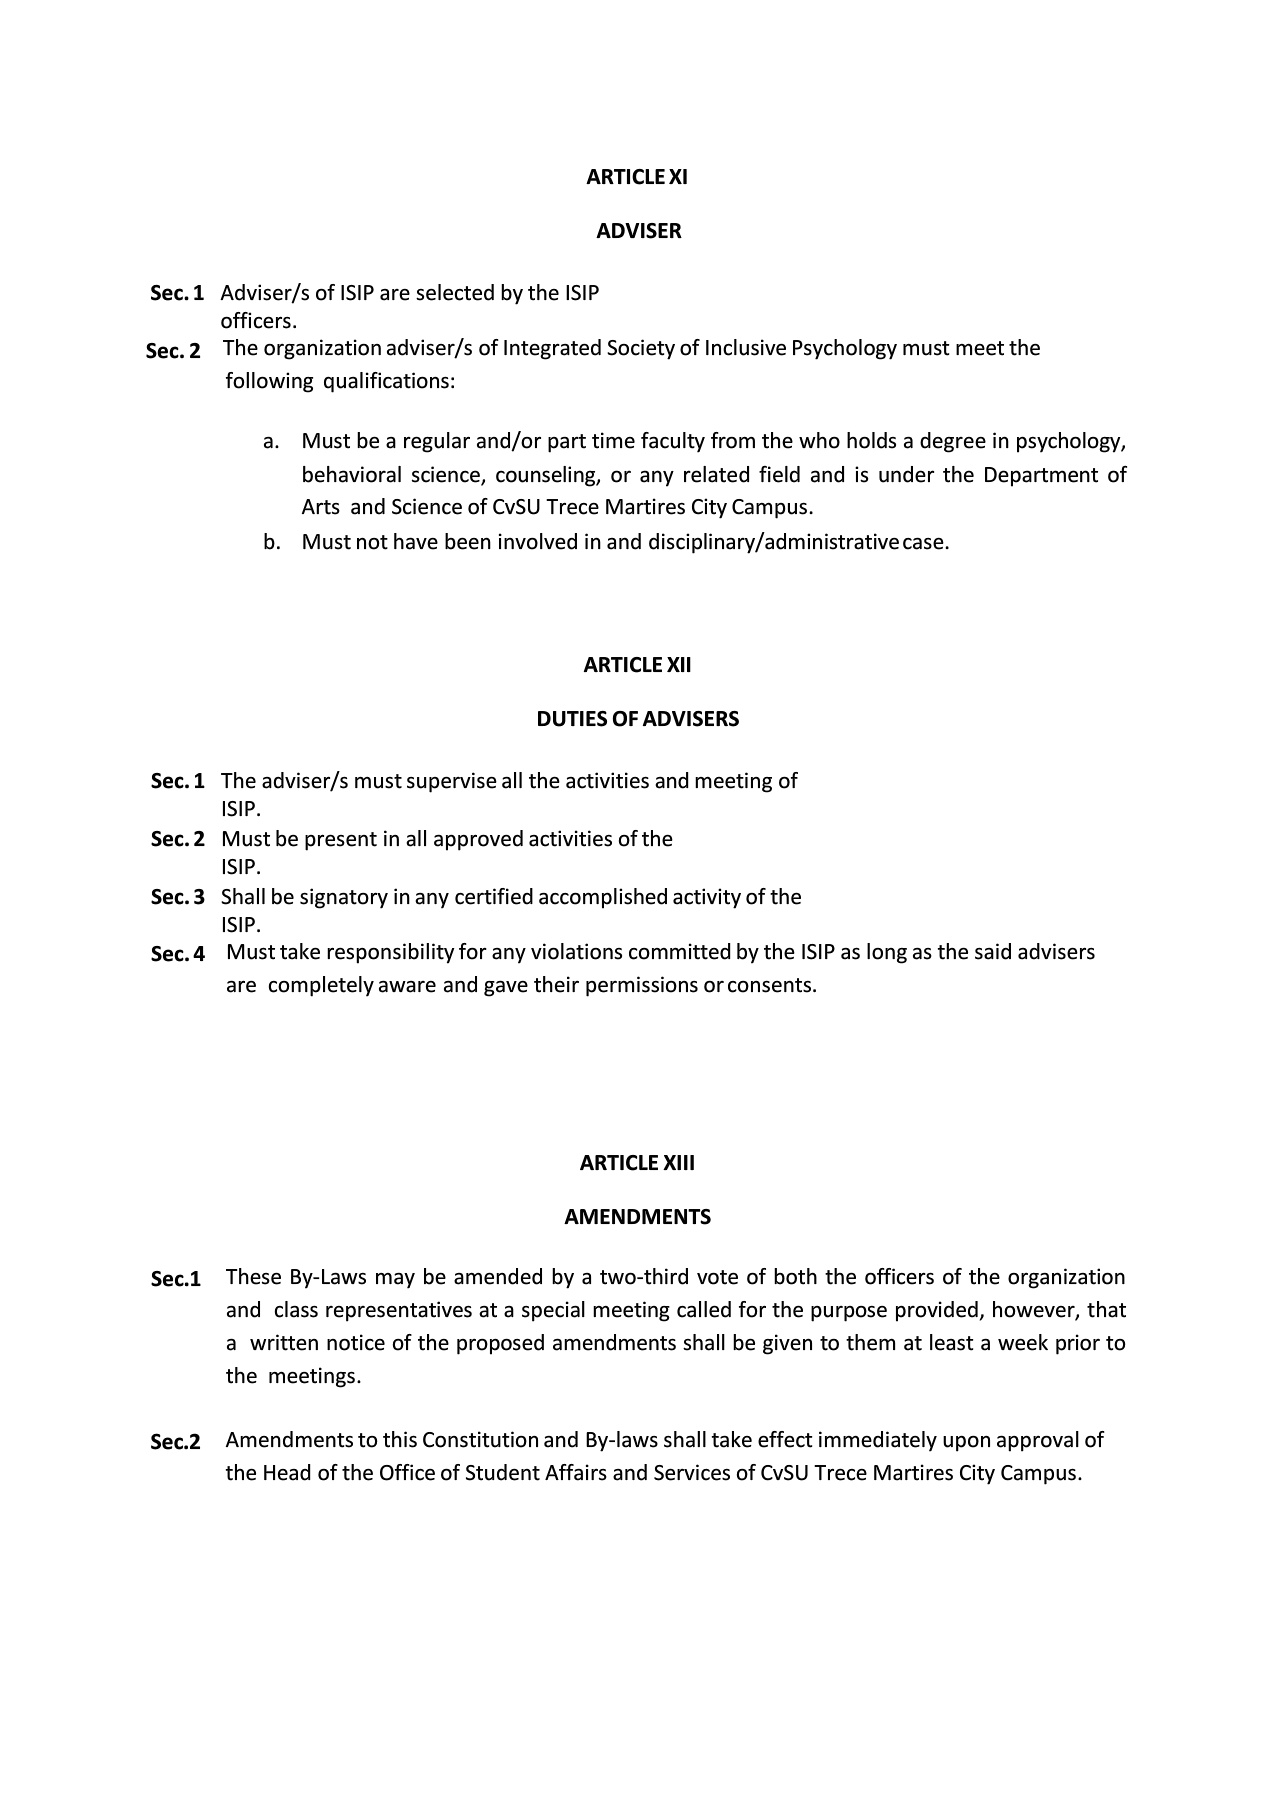 ARTICLE XI
ADVISER
Sec. 1 Adviser/s of ISIP are selected by the ISIP
officers.
Sec. 2 The organization adviser/s of Integrated Society of Inclusive Psychology must meet the
following qualifications:
a. Must be a regular and/or part time faculty from the who holds a degree in psychology,
behavioral science, counseling, or any related field and is under the Department of
Arts and Science of CvSU Trece Martires City Campus.
b. Must not have been involved in and disciplinary/administrative case.
ARTICLE XII
DUTIES OF ADVISERS
Sec. 1 The adviser/s must supervise all the activities and meeting of
ISIP.
Sec. 2 Must be present in all approved activities of the
ISIP.
Sec. 3 Shall be signatory in any certified accomplished activity of the
ISIP.
Sec. 4 Must take responsibility for any violations committed by the ISIP as long as the said advisers
are completely aware and gave their permissions or consents.
ARTICLE XIII
AMENDMENTS
Sec.1 These By-Laws may be amended by a two-third vote of both the officers of the organization
and class representatives at a special meeting called for the purpose provided, however, that
a written notice of the proposed amendments shall be given to them at least a week prior to
the meetings.
Sec.2 Amendments to this Constitution and By-laws shall take effect immediately upon approval of
the Head of the Office of Student Affairs and Services of CvSU Trece Martires City Campus.